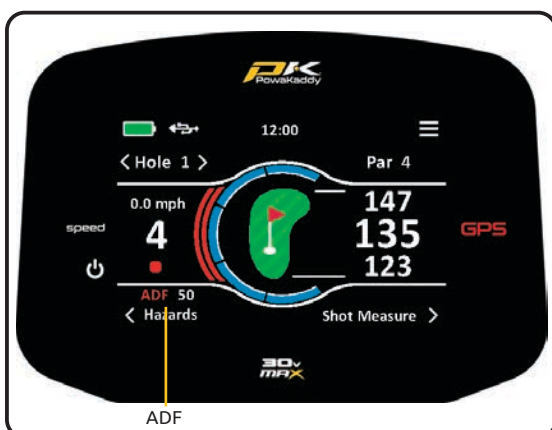 PK
PowaKaddy
12:00
< Hole 1 >
Par 4
0.0 mph
speed
4
147
135
123
GPS
ADF 50
< Hazards
Shot Measure >
30v
MAX
ADF